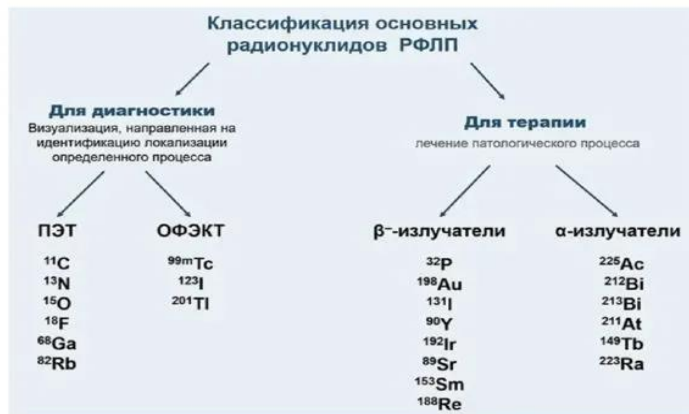 Классификация основных
радионуклидов РФЛП
Для диагностики
Визуализация, направленная на
идентификацию локализации
определенного процесса
Для терапии
лечение патологического процесса
ПЭТ
¹¹C
¹³N
¹⁵O
¹⁸F
⁶⁸Ga
⁸²Rb
ОФЭКТ
⁹⁹ᵐTc
¹²³I
²⁰¹Tl
β⁻-излучатели
³²P
¹⁹⁸Au
¹³¹I
⁹⁰Y
¹⁹²Ir
⁸⁹Sr
¹⁵³Sm
¹⁸⁸Re
α-излучатели
²²⁵Ac
²¹²Bi
²¹³Bi
²¹¹At
¹⁴⁹Tb
²²³Ra